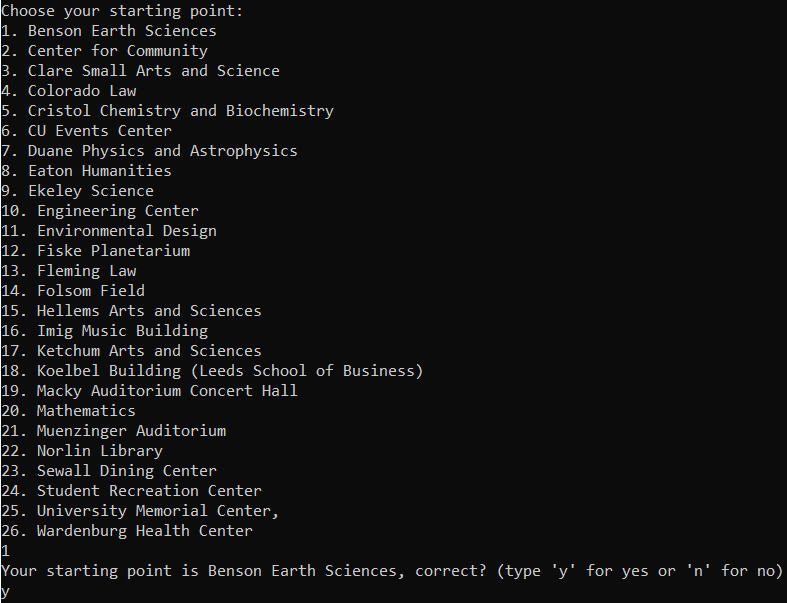 Choose your starting point:
1. Benson Earth Sciences
2. Center for Community
3. Clare Small Arts and Science
4. Colorado Law
5. Cristol Chemistry and Biochemistry
6. CU Events Center
7. Duane Physics and Astrophysics
8. Eaton Humanities
9. Ekeley Science
10. Engineering Center
11. Environmental Design
12. Fiske Planetarium
13. Fleming Law
14. Folsom Field
15. Hellems Arts and Sciences
16. Imig Music Building
17. Ketchum Arts and Sciences
18. Koelbel Building (Leeds School of Business)
19. Macky Auditorium Concert Hall
20. Mathematics
21. Muenzinger Auditorium
22. Norlin Library
23. Sewall Dining Center
24. Student Recreation Center
25. University Memorial Center,
26. Wardenburg Health Center
1
Your starting point is Benson Earth Sciences, correct? (type 'y' for yes or 'n' for no)
y